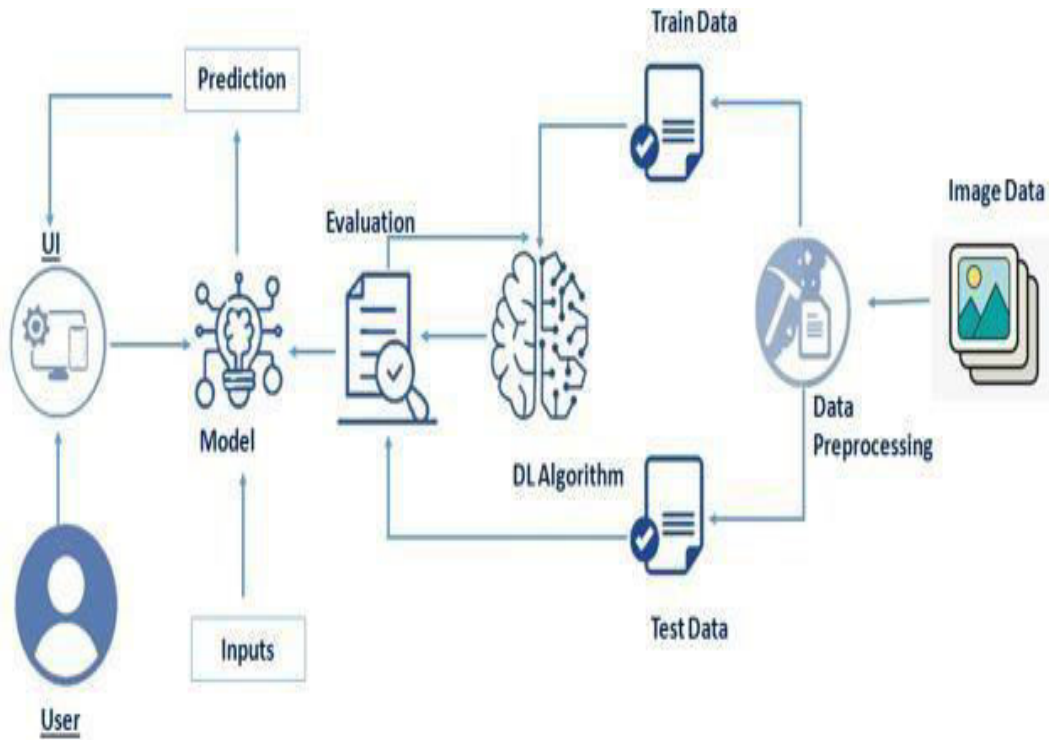 Train Data
Prediction
Image Data
Evaluation
UI
Data
Preprocessing
Model
DL Algorithm
Test Data
Inputs
User